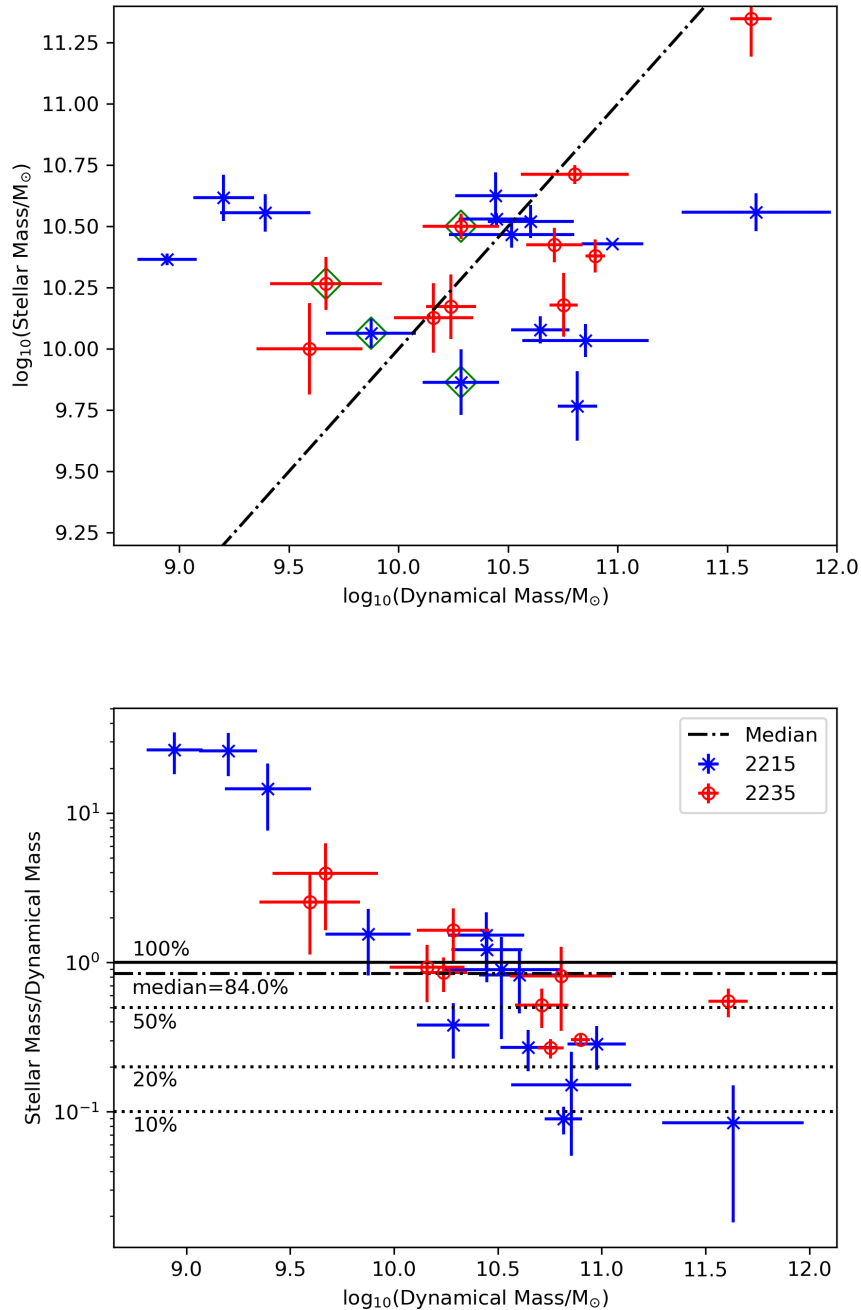 11.25
11.00
10.75
10.50
10.25
10.00
9.75
9.50
9.25
log₁₀(Stellar Mass/M☉)
9.0 9.5 10.0 10.5 11.0 11.5 12.0
log₁₀(Dynamical Mass/M☉)
Median
2215
2235
10¹
10⁰
10⁻¹
Stellar Mass/Dynamical Mass
100%
median=84.0%
50%
20%
10%
9.0 9.5 10.0 10.5 11.0 11.5 12.0
log₁₀(Dynamical Mass/M☉)